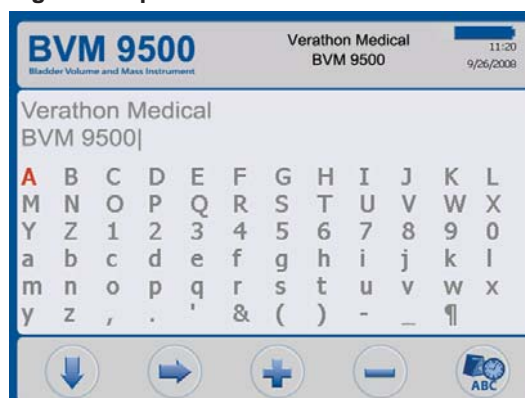 BVM 9500
Bladder Volume and Mass Instrument
Verathon Medical
BVM 9500
11:20
9/26/2008
Verathon Medical
BVM 9500|
A B C D E F G H I J K L
M N O P Q R S T U V W X
Y Z 1 2 3 4 5 6 7 8 9 0
a b c d e f g h i j k l
m n o p q r s t u v w x
y z , . ' & ( ) - _ ¶
ABC